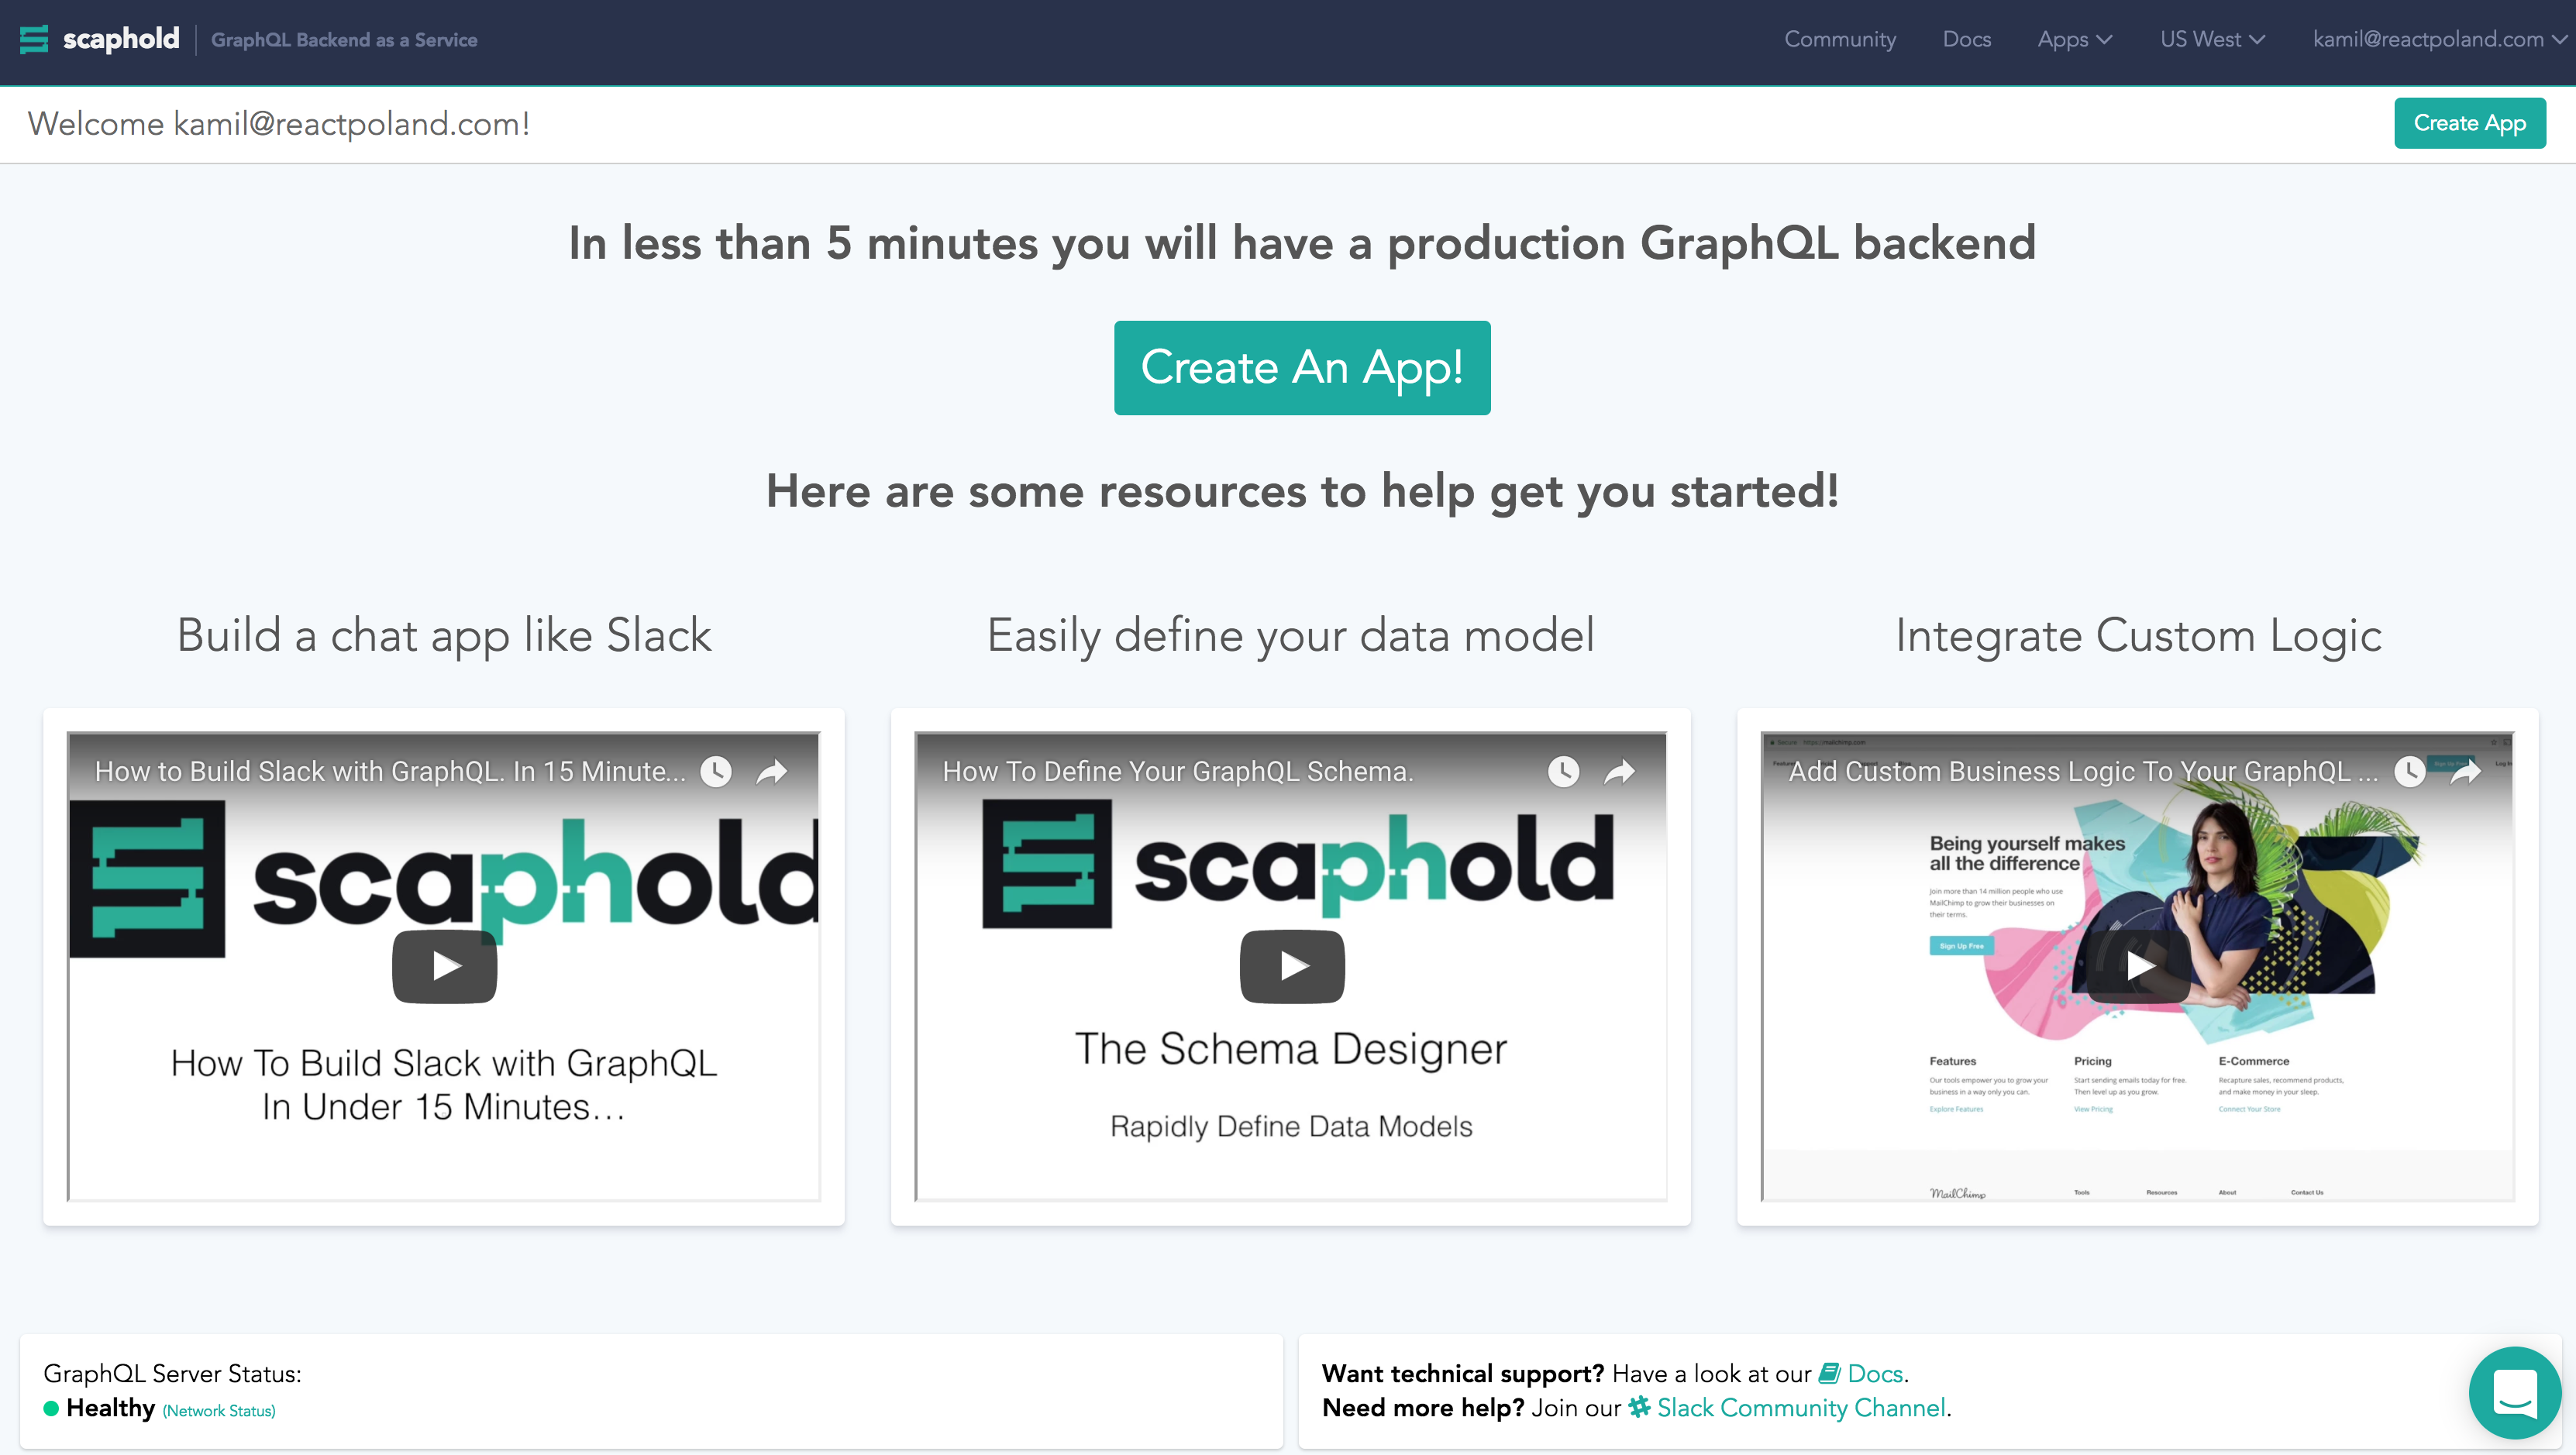 scaphold GraphQL Backend as a Service Community Docs Apps US West kamil@reactpoland.com
Welcome kamil@reactpoland.com! Create App
In less than 5 minutes you will have a production GraphQL backend
Create An App!
Here are some resources to help get you started!
Build a chat app like Slack
How to Build Slack with GraphQL. In 15 Minute...
scaphold
How To Build Slack with GraphQL
In Under 15 Minutes...
Easily define your data model
How To Define Your GraphQL Schema.
scaphold
The Schema Designer
Rapidly Define Data Models
Integrate Custom Logic
Secure https://mailchimp.com
Add Custom Business Logic To Your GraphQL ...
Sign Up Free
Being yourself makes
all the difference
Join more than 14 million people who use
MailChimp to grow their businesses on
their terms.
Sign Up Free
Features Pricing E-Commerce
Our tools empower you to grow your Start sending emails today for free. Recapture sales, recommend products,
business in a way only you can. Then level up as you grow. and make money in your sleep.
Explore Features View Pricing Connect Your Store
MailChimp Tools Resources About Contact Us
GraphQL Server Status:
Healthy (Network Status)
Want technical support? Have a look at our Docs.
Need more help? Join our Slack Community Channel.